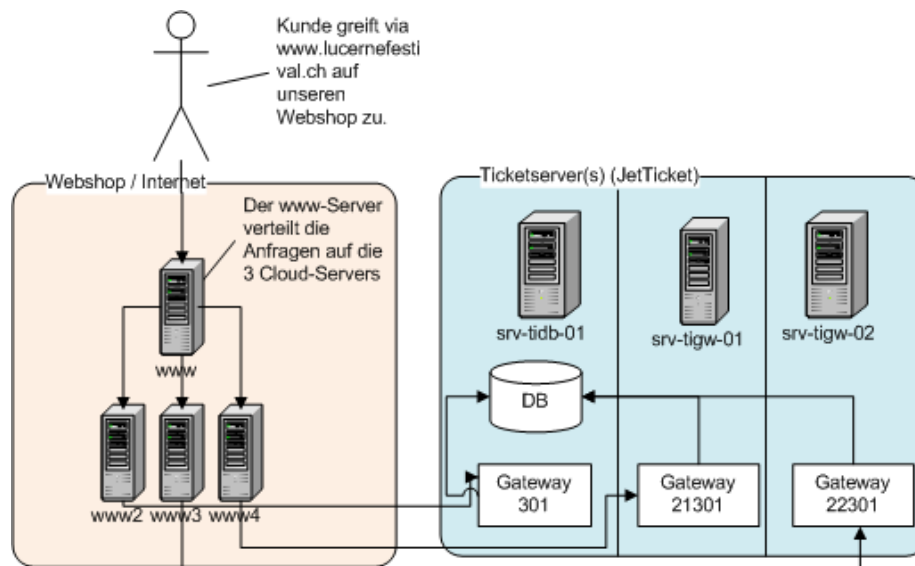 Kunde greift via
www.lucernefesti
val.ch auf
unseren
Webshop zu.
Webshop / Internet
Der www-Server
verteilt die
Anfragen auf die
3 Cloud-Servers
www
www2
www3
www4
Ticketserver(s) (JetTicket)
srv-tidb-01
srv-tigw-01
srv-tigw-02
DB
Gateway
301
Gateway
21301
Gateway
22301